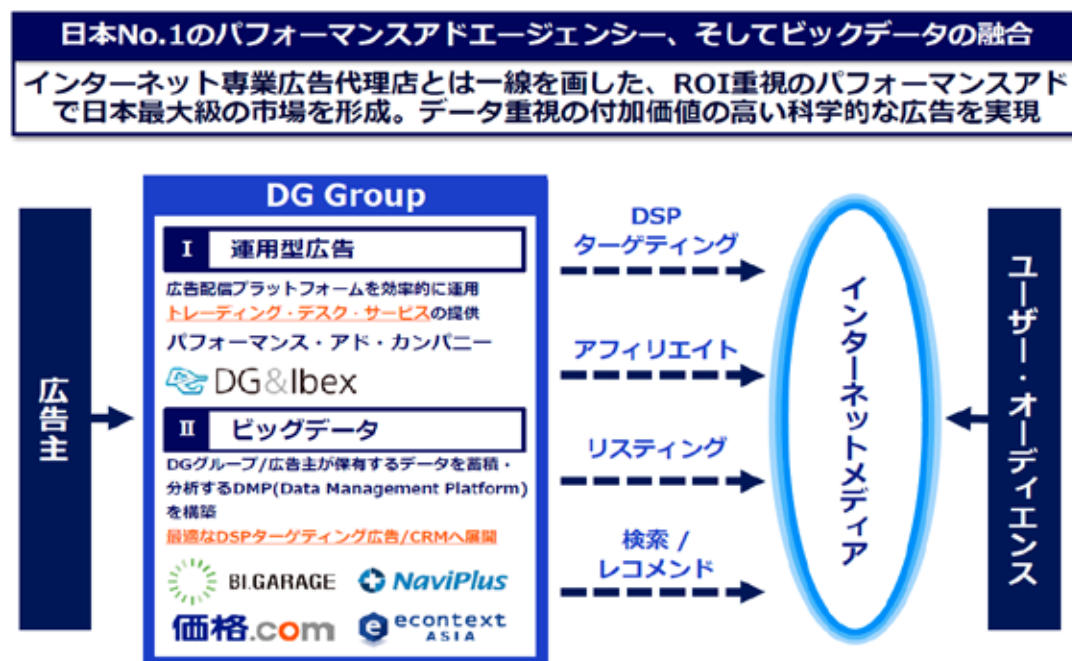 日本No.1のパフォーマンスアドエージェンシー、そしてビックデータの融合
インターネット専業広告代理店とは一線を画した、ROI重視のパフォーマンスアド
で日本最大級の市場を形成。データ重視の付加価値の高い科学的な広告を実現
広告主
DG Group
I 運用型広告
広告配信プラットフォームを効率的に運用
トレーディング・デスク・サービスの提供
パフォーマンス・アド・カンパニー
DG&Ibex
II ビッグデータ
DGグループ/広告主が保有するデータを蓄積・
分析するDMP(Data Management Platform)
を構築
最適なDSPターゲティング広告/CRMへ展開
BI.GARAGE
NaviPlus
価格.com
e econtext
ASIA
DSP
ターゲティング
アフィリエイト
リスティング
検索 /
レコメンド
インターネットメディア
ユーザー・オーディエンス